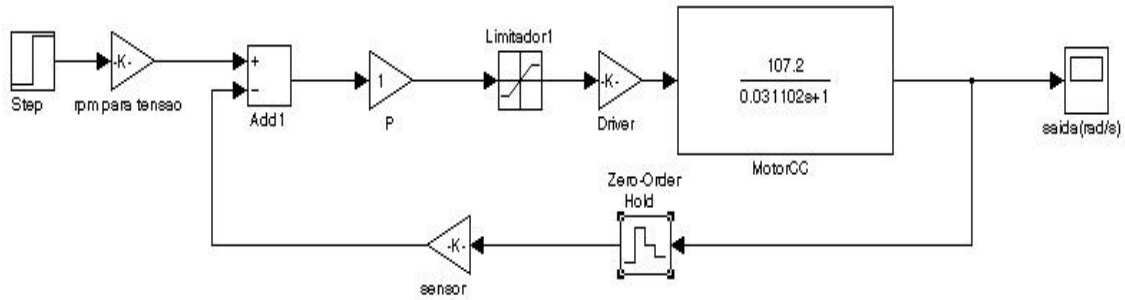 Step
-K-
rpm para tensao
+
−
Add1
1
P
Limitador1
-K-
Driver
107.2
0.031102s+1
MotorCC
saida(rad/s)
Zero-Order
Hold
-K-
sensor